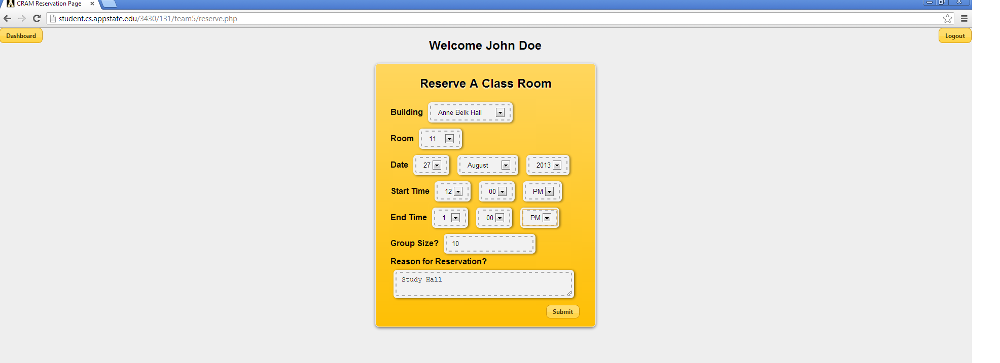 CRAM Reservation Page
student.cs.appstate.edu/3430/131/team5/reserve.php
Dashboard
Logout
Welcome John Doe
Reserve A Class Room
Building Anne Belk Hall
Room 11
Date 27 August 2013
Start Time 12 00 PM
End Time 1 00 PM
Group Size? 10
Reason for Reservation?
Study Hall
Submit